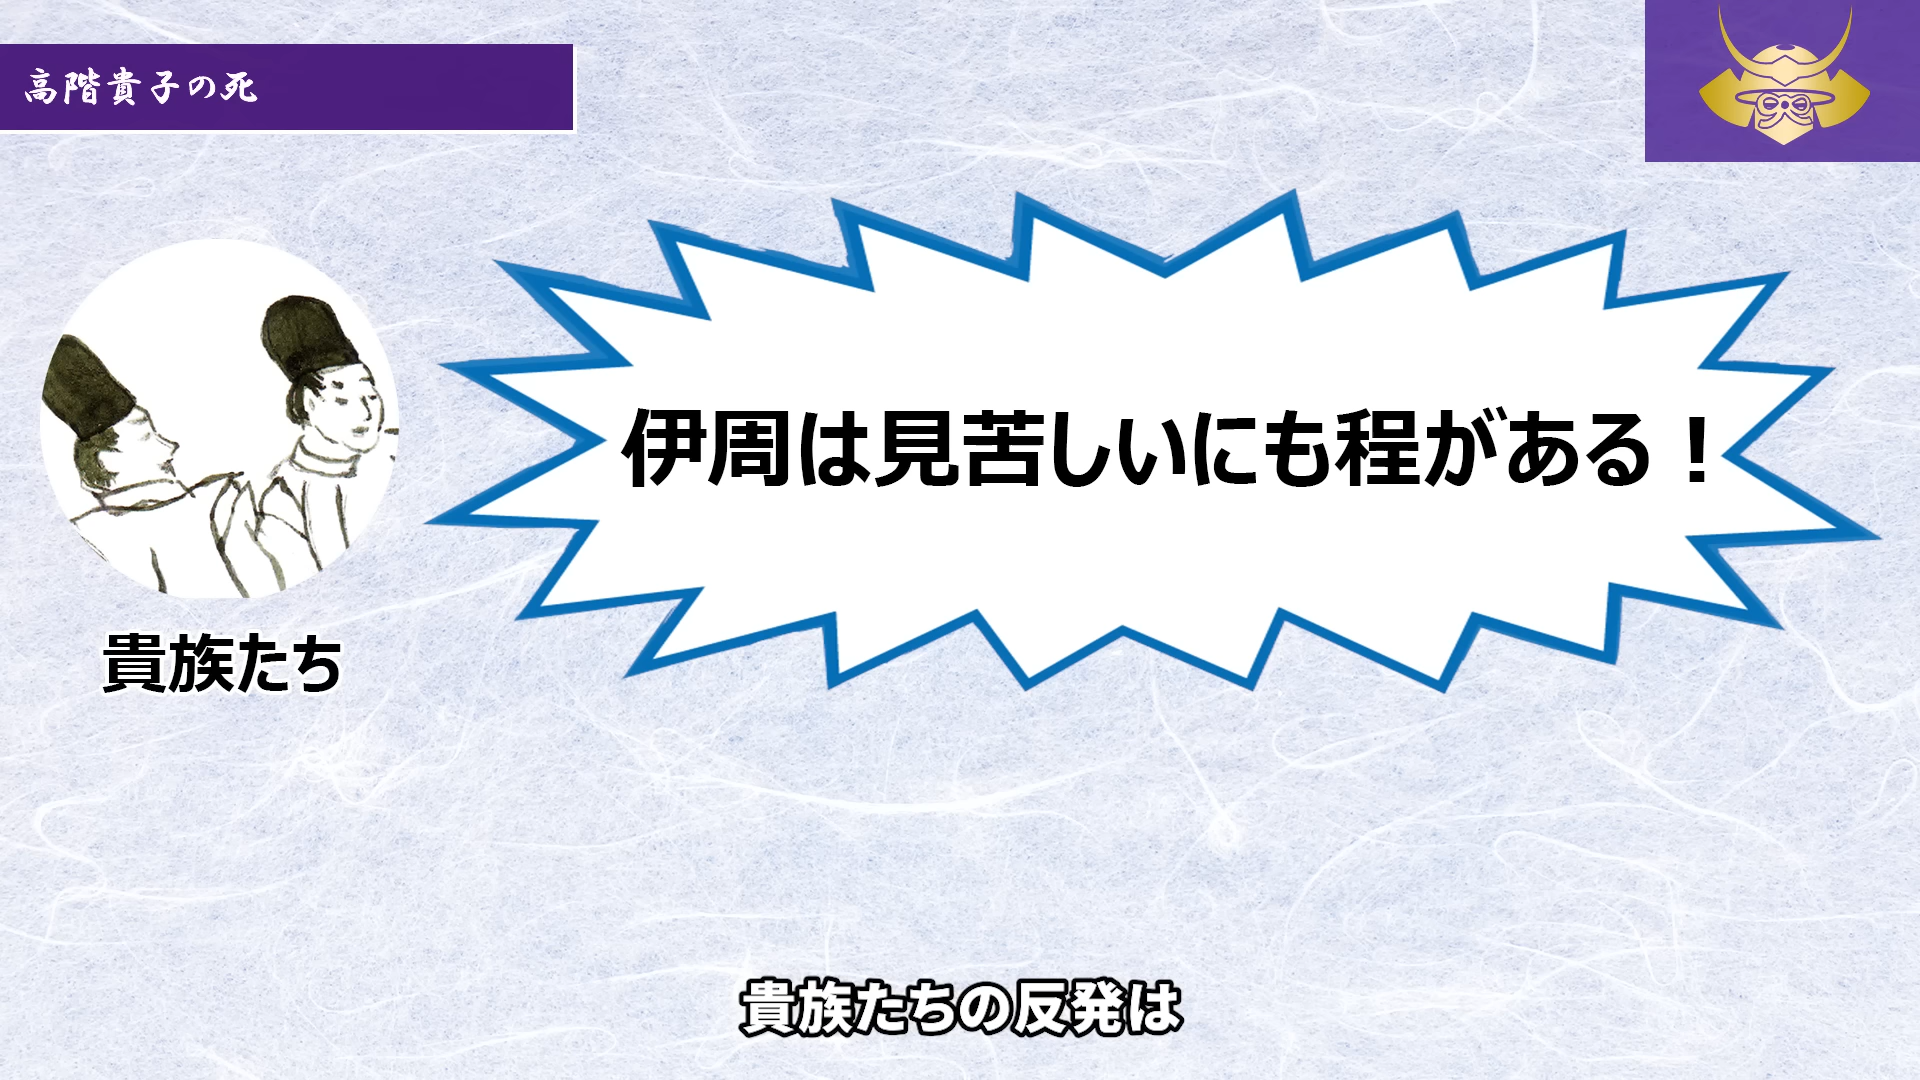 高階貴子の死
伊周は見苦しいにも程がある！
貴族たち
貴族たちの反発は